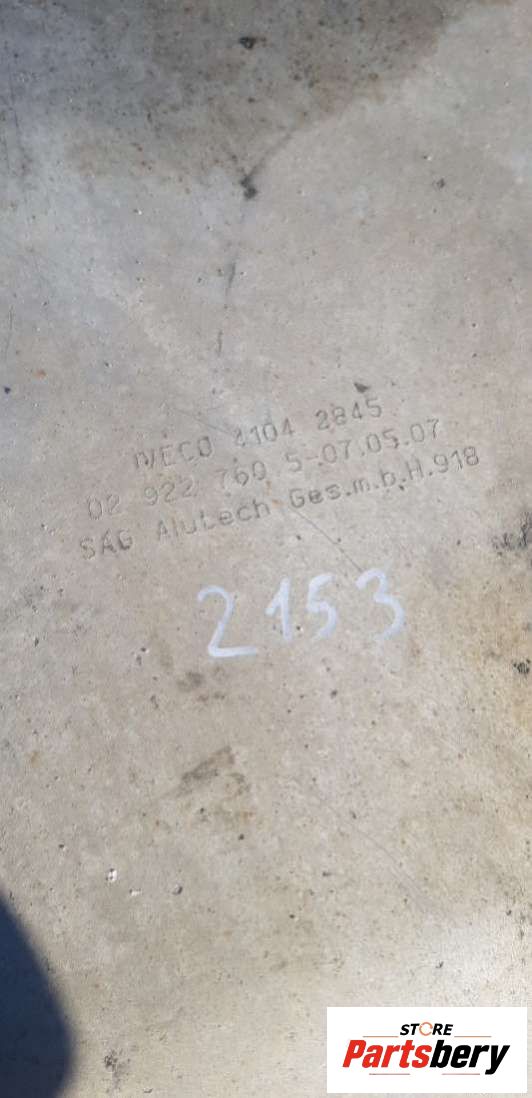 IVECO 4104 2845
02 922 760 5-07.05.07
SAG Alutech Ges.m.b.H.918
2153
STORE
Partsbery